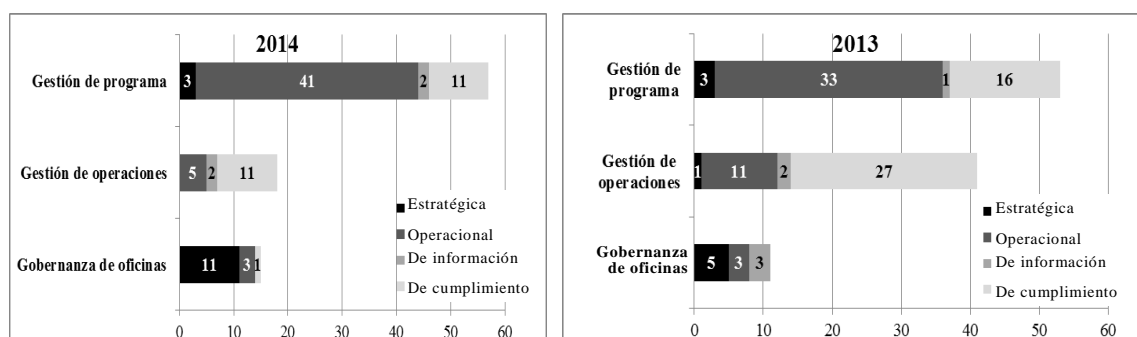 2014
Gestión de programa
3 41 2 11
Gestión de operaciones
5 2 11
Gobernanza de oficinas
11 3 1
Estratégica
Operacional
De información
De cumplimiento
0 10 20 30 40 50 60
2013
Gestión de
programa
3 33 1 16
Gestión de
operaciones
1 11 2 27
Gobernanza
de oficinas
5 3 3
Estratégica
Operacional
De información
De cumplimiento
0 10 20 30 40 50 60